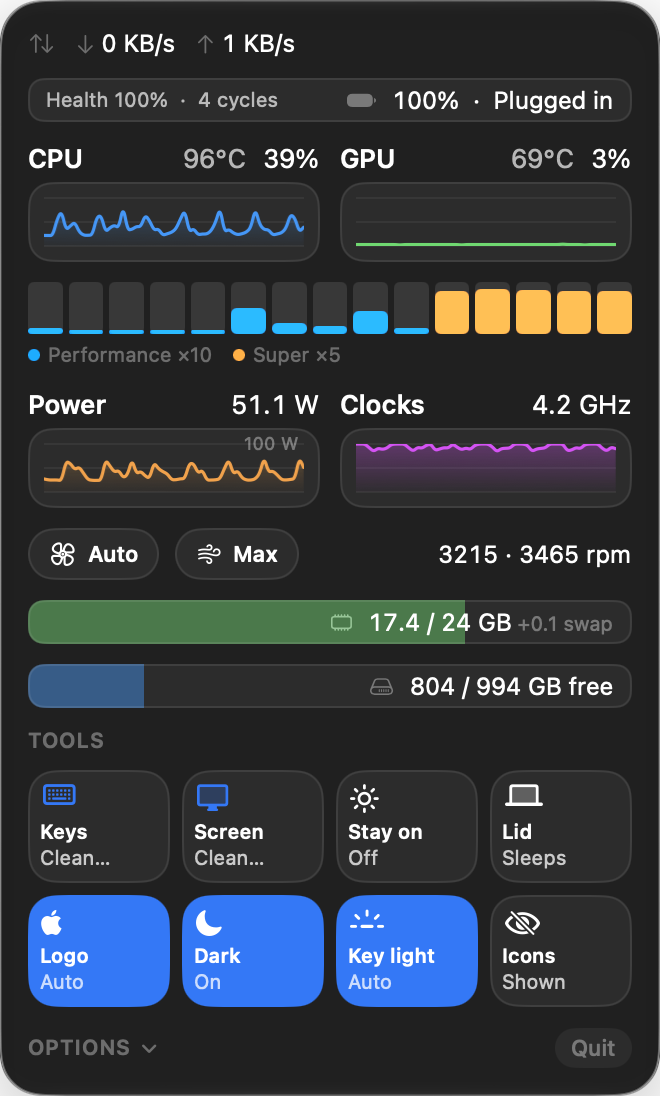 0 KB/s 1 KB/s
Health 100% · 4 cycles 100% · Plugged in
CPU 96°C 39% GPU 69°C 3%
Performance ×10 Super ×5
Power 51.1 W Clocks 4.2 GHz
100 W
Auto Max 3215 · 3465 rpm
17.4 / 24 GB +0.1 swap
804 / 994 GB free
TOOLS
Keys Screen Stay on Lid
Clean... Clean... Off Sleeps
Logo Dark Key light Icons
Auto On Auto Shown
OPTIONS Quit